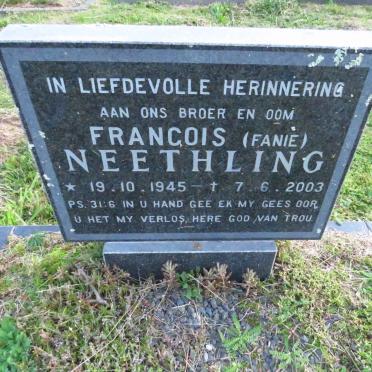 IN LIEFDEVOLLE HERINNERING
AAN ONS BROER EN OOM
FRANÇOIS (FANIE)
NEETHLING
* 19.10.1945 - † 7.6.2003
PS. 31:6 IN U HAND GEE EK MY GEES OOR,
U HET MY VERLOS, HERE GOD VAN TROU.